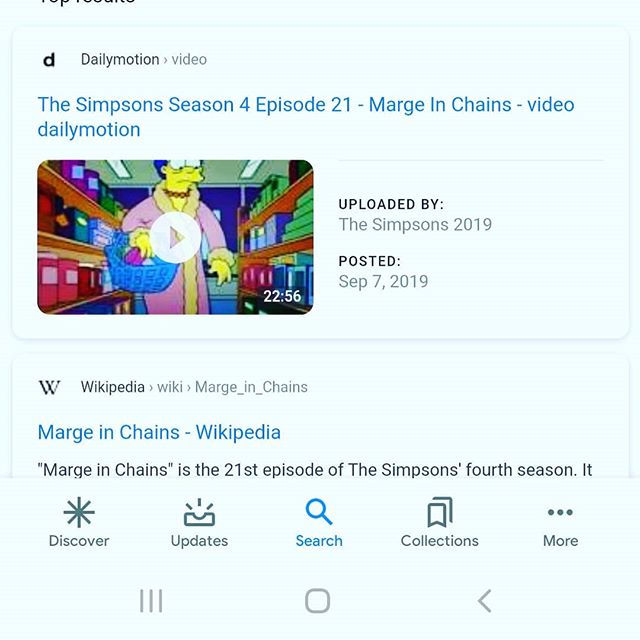 Top results
d
Dailymotion › video
The Simpsons Season 4 Episode 21 - Marge In Chains - video
dailymotion
22:56
UPLOADED BY:
The Simpsons 2019
POSTED:
Sep 7, 2019
W
Wikipedia › wiki › Marge_in_Chains
Marge in Chains - Wikipedia
"Marge in Chains" is the 21st episode of The Simpsons' fourth season. It
Discover Updates Search Collections More